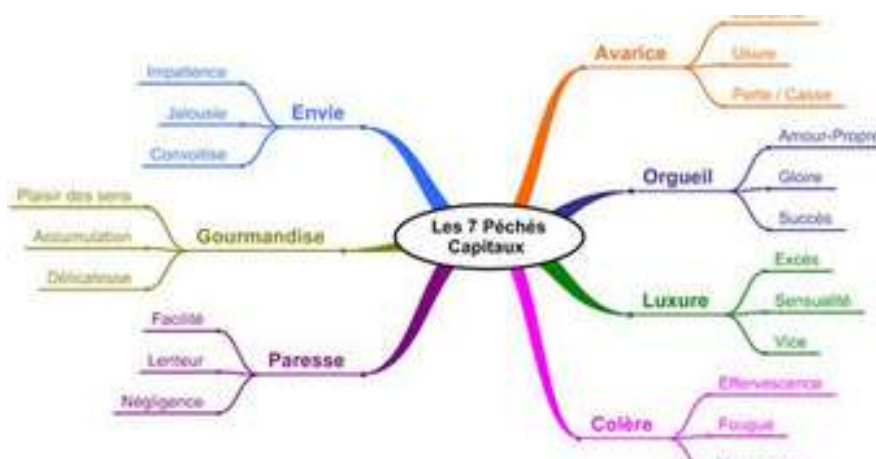 Les 7 Péchés
Capitaux
Avarice
Usure
Perte / Casse
Orgueil
Amour-Propre
Gloire
Succès
Luxure
Excès
Sensualité
Vice
Colère
Effervescence
Fougue
Paresse
Facilité
Lenteur
Négligence
Gourmandise
Plaisir des sens
Accumulation
Délicatesse
Envie
Impatience
Jalousie
Convoitise